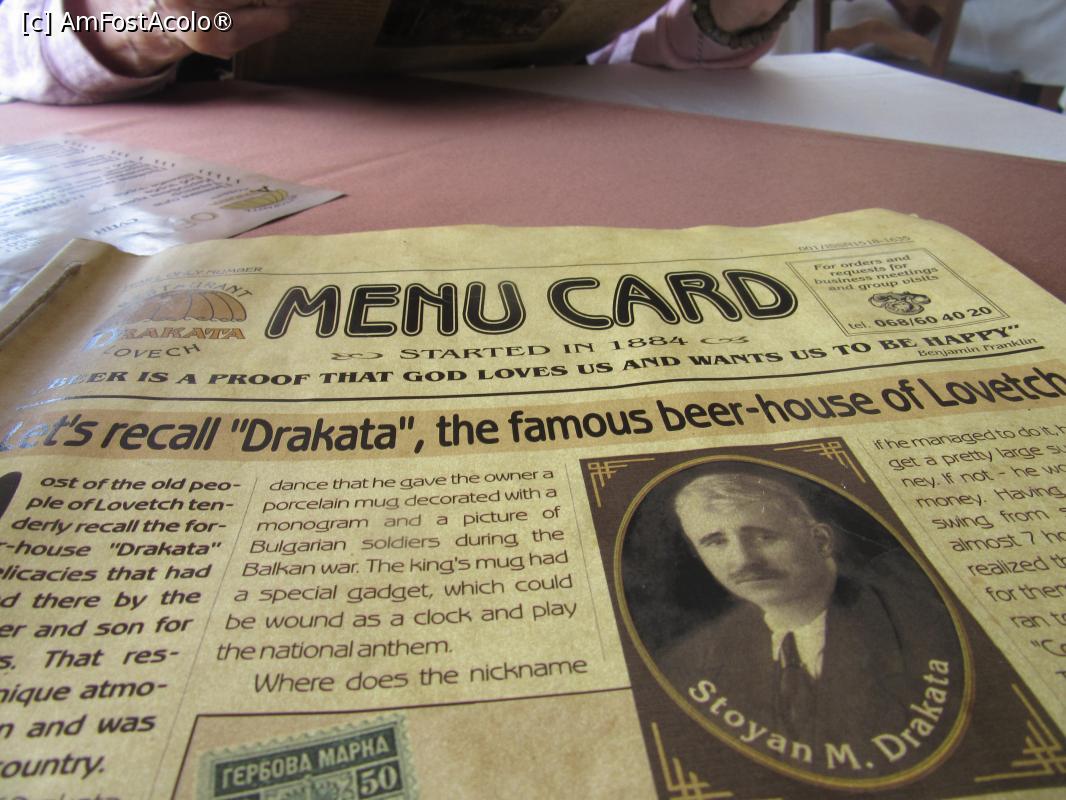 [c] AmFostAcolo®
NUMBER
RESTAURANT
DRAKATA
LOVECH
MENU CARD
STARTED IN 1884
For orders and
requests for
business meetings
and group visits
tel. 068/60 40 20
BEER IS A PROOF THAT GOD LOVES US AND WANTS US TO BE HAPPY"
Benjamin Franklin
Let's recall "Drakata", the famous beer-house of Lovetch
ost of the old peo-
ple of Lovetch ten-
derly recall the for-
r-house "Drakata"
elicacies that had
d there by the
er and son for
s. That res-
nique atmo-
n and was
country.
dance that he gave the owner a
porcelain mug decorated with a
monogram and a picture of
Bulgarian soldiers during the
Balkan war. The king's mug had
a special gadget, which could
be wound as a clock and play
the national anthem.
Where does the nickname
ГЕРБОВА МАРКА
50
Stoyan M. Drakata
if he managed to do it, h
get a pretty large su
ney. If not - he wo
money. Having
swing from s
almost 7 ho
realized th
for them
ran to
"Co